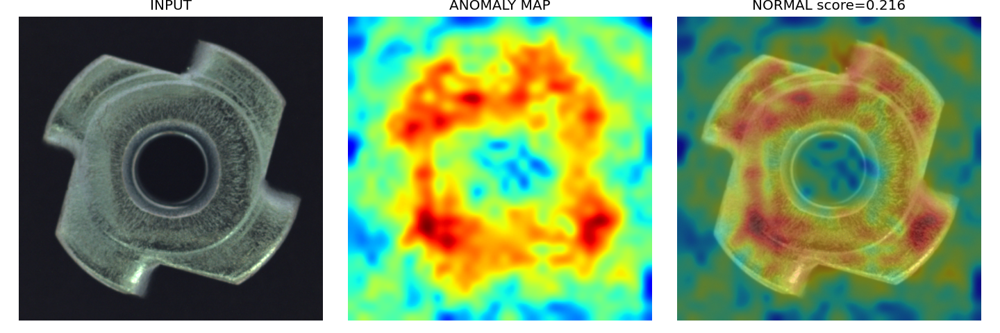 INPUT
ANOMALY MAP
NORMAL score=0.216